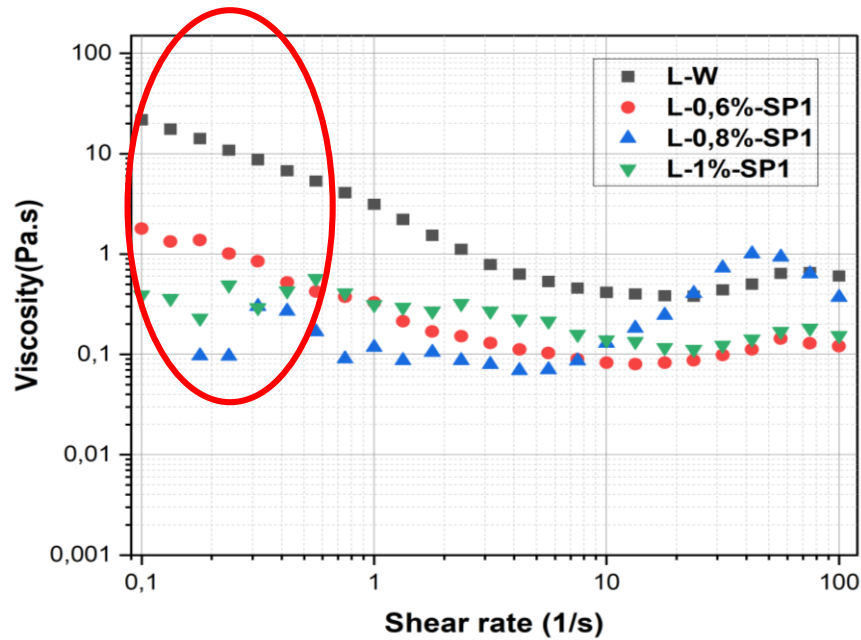 100
10
1
0,1
0,01
0,001
Viscosity(Pa.s)
L-W
L-0,6%-SP1
L-0,8%-SP1
L-1%-SP1
0,1
1
10
100
Shear rate (1/s)